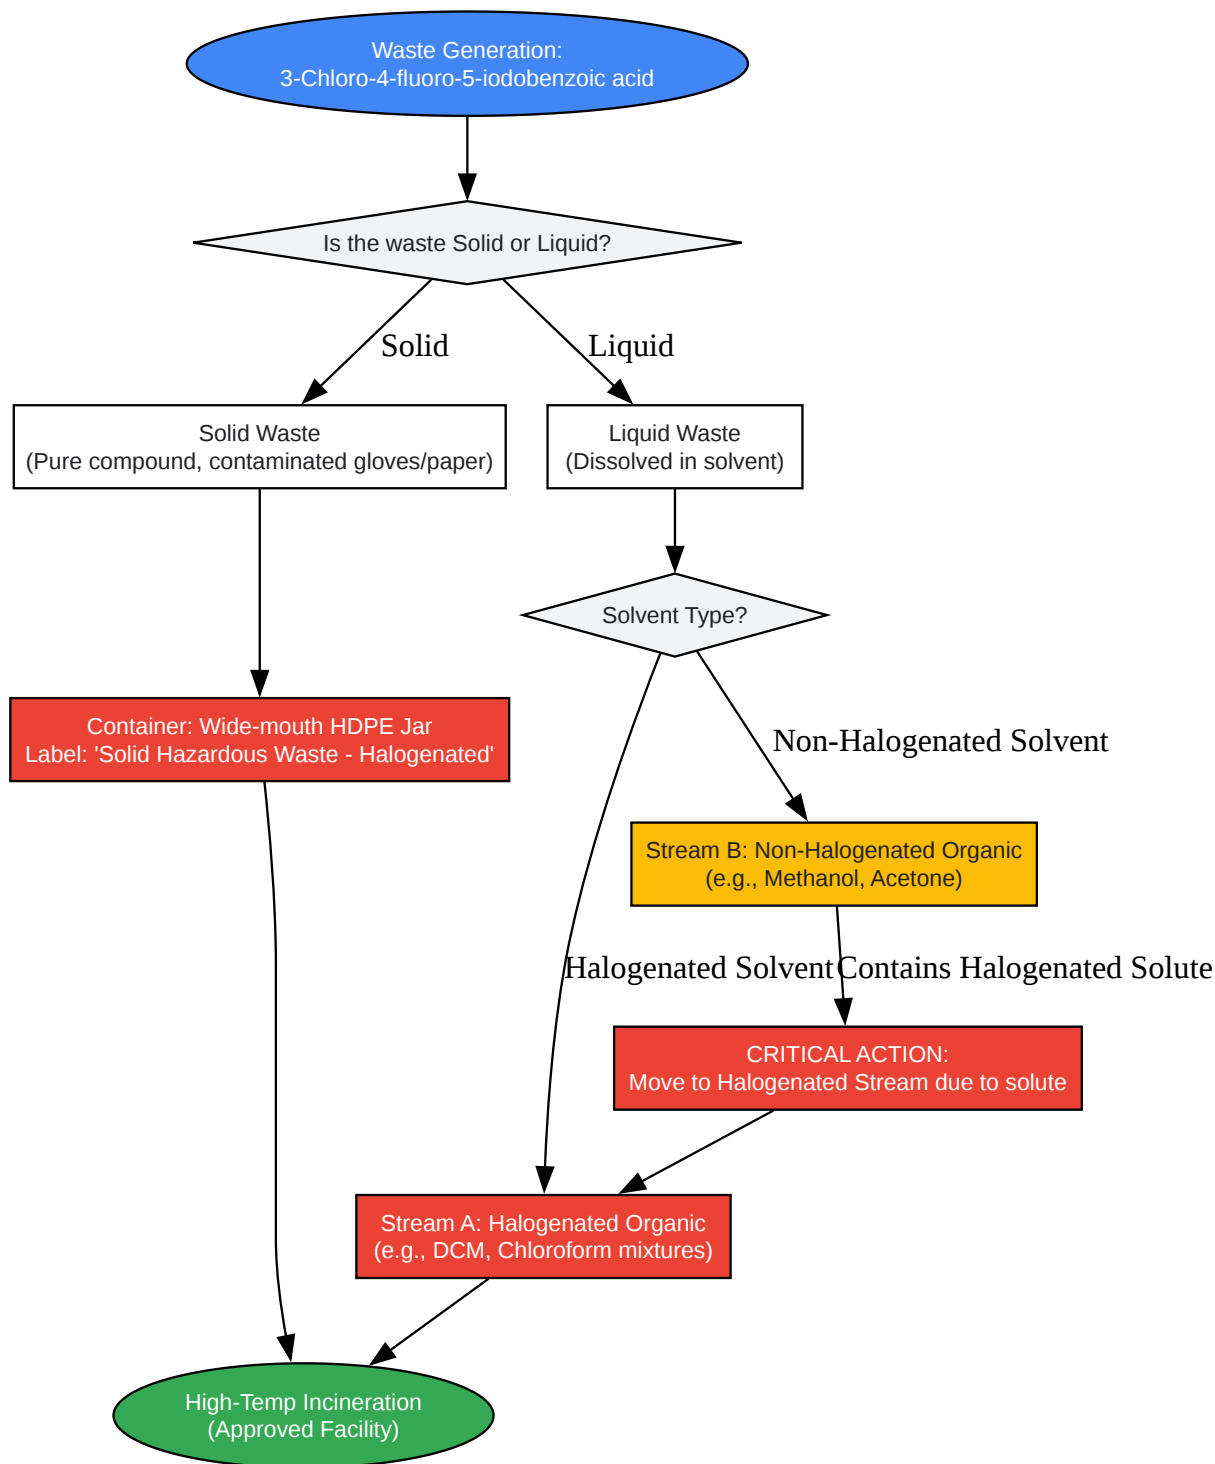 Waste Generation:
3-Chloro-4-fluoro-5-iodobenzoic acid
Is the waste Solid or Liquid?
Solid
Liquid
Solid Waste
(Pure compound, contaminated gloves/paper)
Liquid Waste
(Dissolved in solvent)
Solvent Type?
Container: Wide-mouth HDPE Jar
Label: 'Solid Hazardous Waste - Halogenated'
Non-Halogenated Solvent
Stream B: Non-Halogenated Organic
(e.g., Methanol, Acetone)
Halogenated Solvent
Contains Halogenated Solute
CRITICAL ACTION:
Move to Halogenated Stream due to solute
Stream A: Halogenated Organic
(e.g., DCM, Chloroform mixtures)
High-Temp Incineration
(Approved Facility)